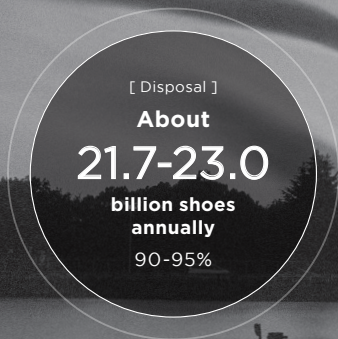 [ Disposal ]
About
21.7-23.0
billion shoes
annually
90-95%